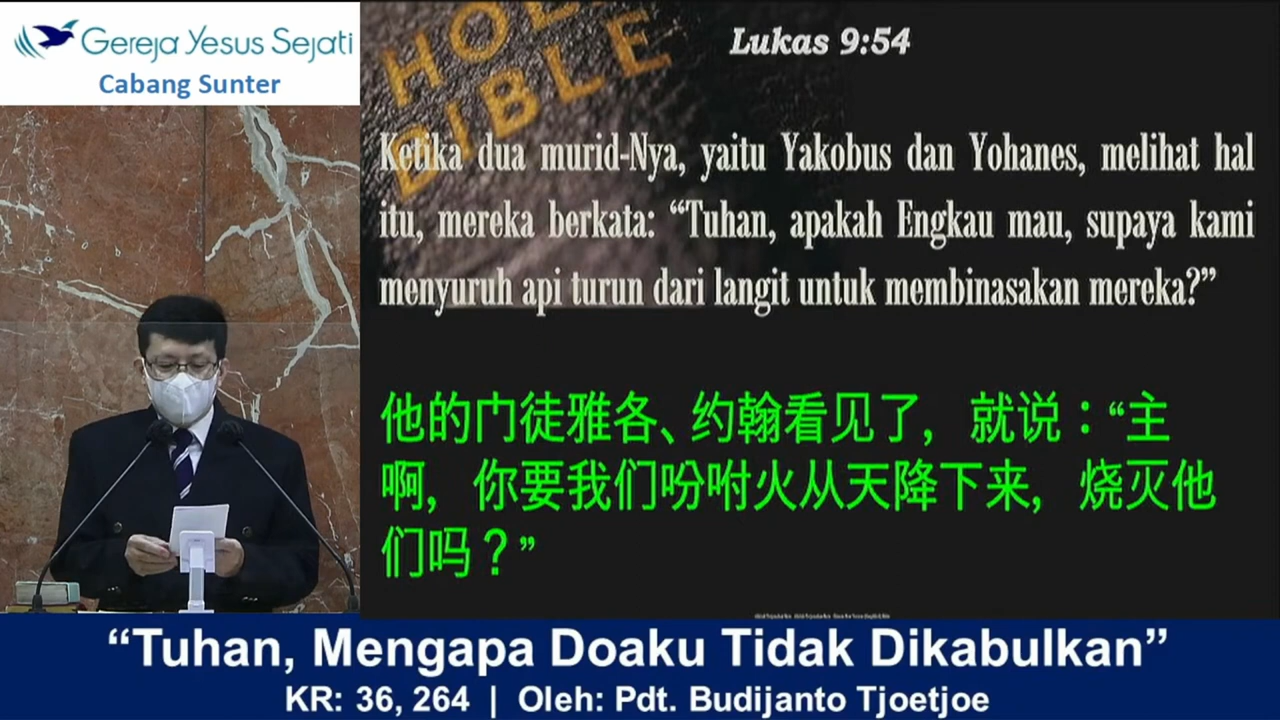 Gereja Yesus Sejati
Cabang Sunter
HOLY
BIBLE
Lukas 9:54
Ketika dua murid-Nya, yaitu Yakobus dan Yohanes, melihat hal
itu, mereka berkata: “Tuhan, apakah Engkau mau, supaya kami
menyuruh api turun dari langit untuk membinasakan mereka?”
他的门徒雅各、约翰看见了，就说：“主
啊，你要我们吩咐火从天降下来，烧灭他
们吗？”
“Tuhan, Mengapa Doaku Tidak Dikabulkan”
KR: 36, 264 | Oleh: Pdt. Budijanto Tjoetjoe